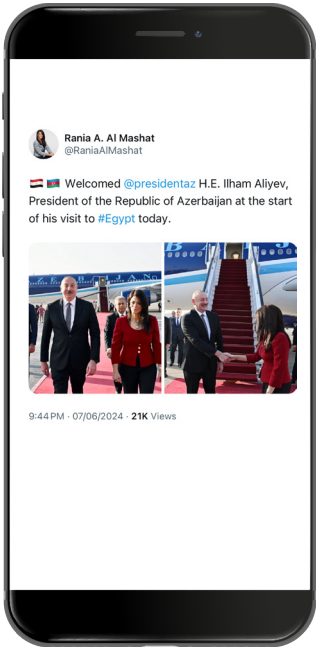 Rania A. Al Mashat
@RaniaAlMashat
🇪🇬 🇦🇿 Welcomed @presidentaz H.E. Ilham Aliyev,
President of the Republic of Azerbaijan at the start
of his visit to #Egypt today.
AZERBAIJAN
9:44 PM · 07/06/2024 · 21K Views